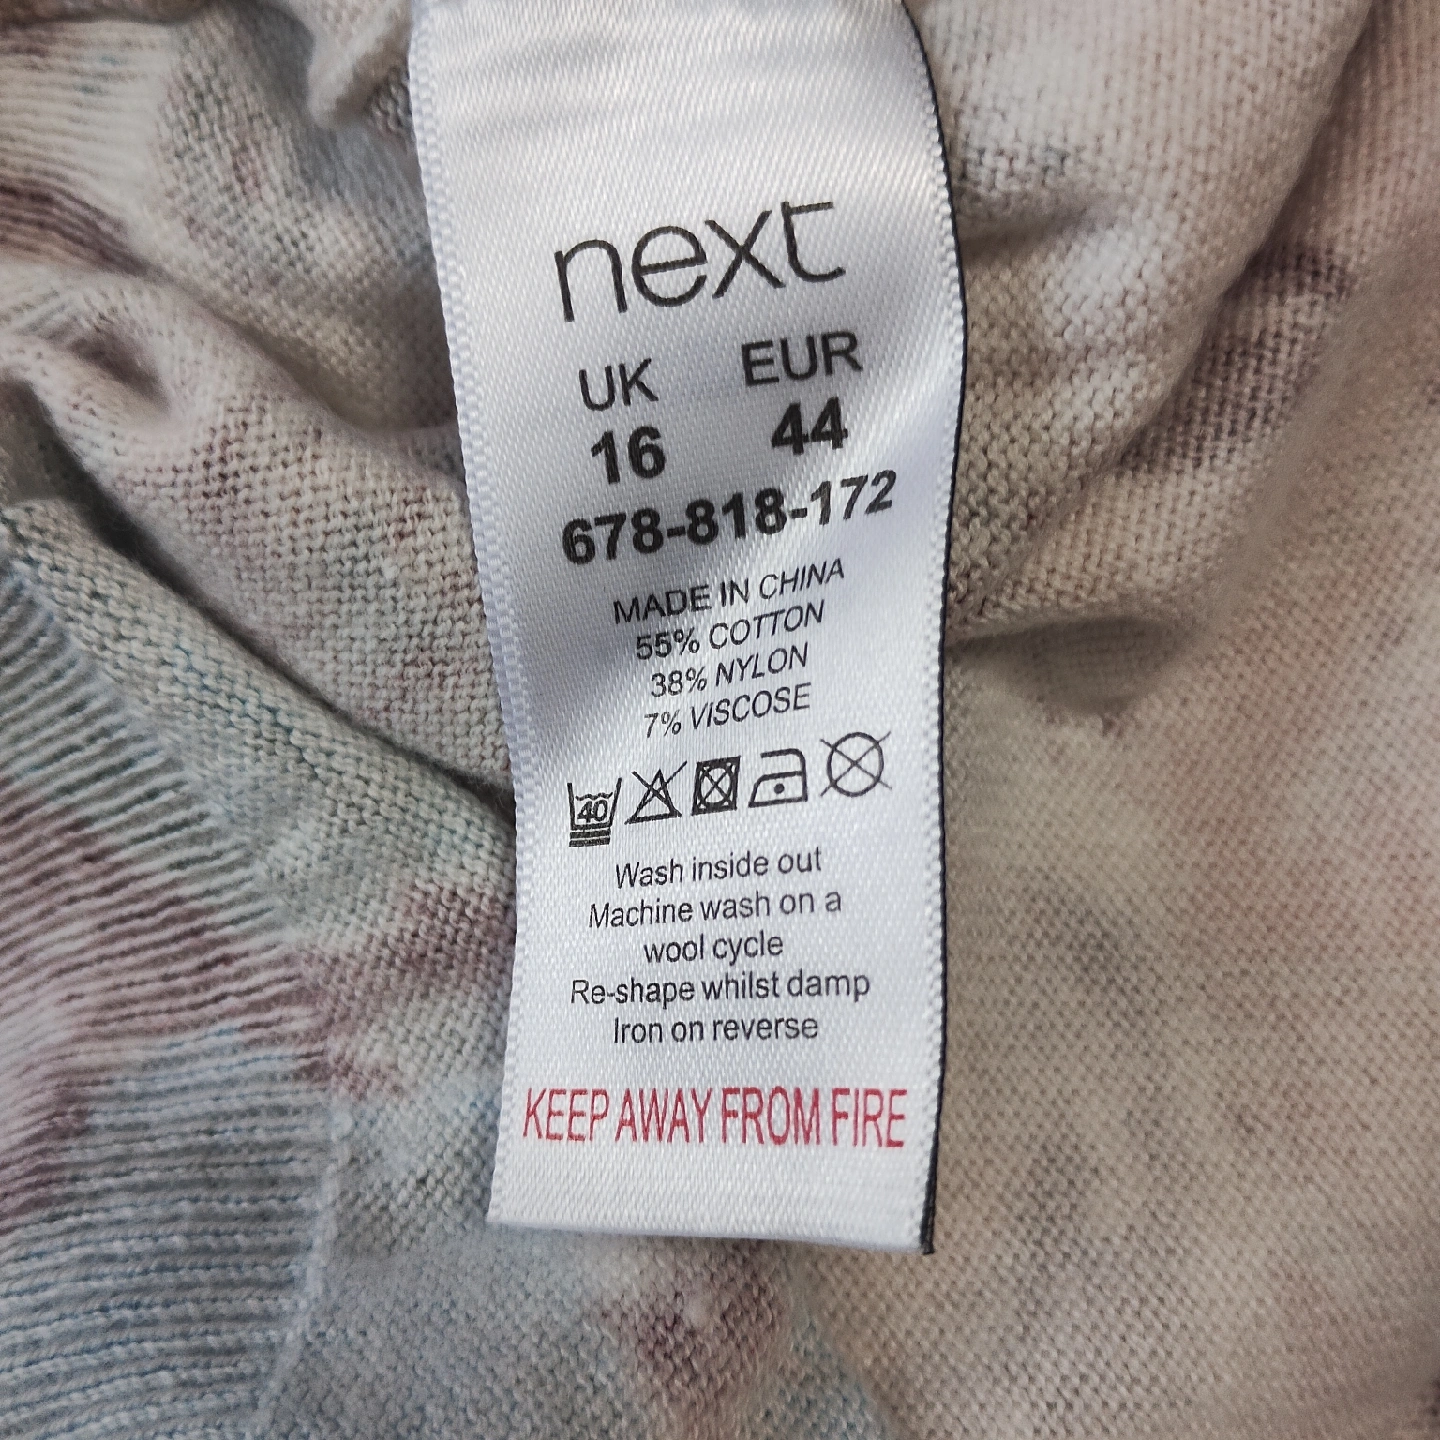 next
UK EUR
16 44
678-818-172
MADE IN CHINA
55% COTTON
38% NYLON
7% VISCOSE
40
Wash inside out
Machine wash on a
wool cycle
Re-shape whilst damp
Iron on reverse
KEEP AWAY FROM FIRE